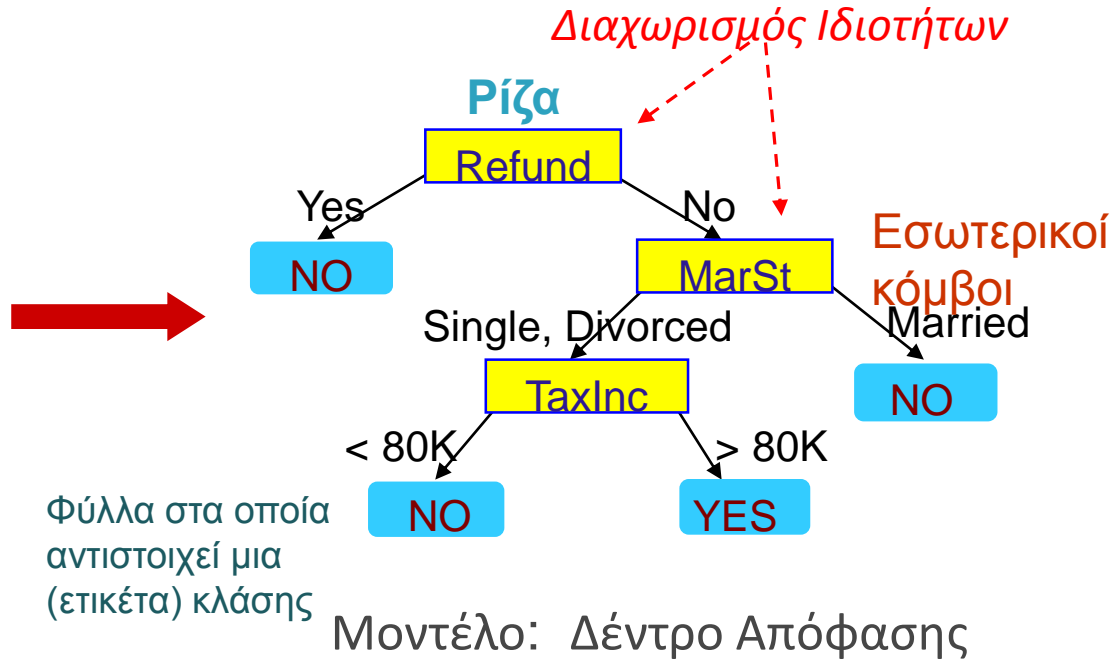 Διαχωρισμός Ιδιοτήτων
Ρίζα
Refund
Yes
No
NO
MarSt
Εσωτερικοί
κόμβοι
Single, Divorced
Married
TaxInc
NO
< 80K
> 80K
NO
YES
Φύλλα στα οποία
αντιστοιχεί μια
(ετικέτα) κλάσης
Μοντέλο: Δέντρο Απόφασης